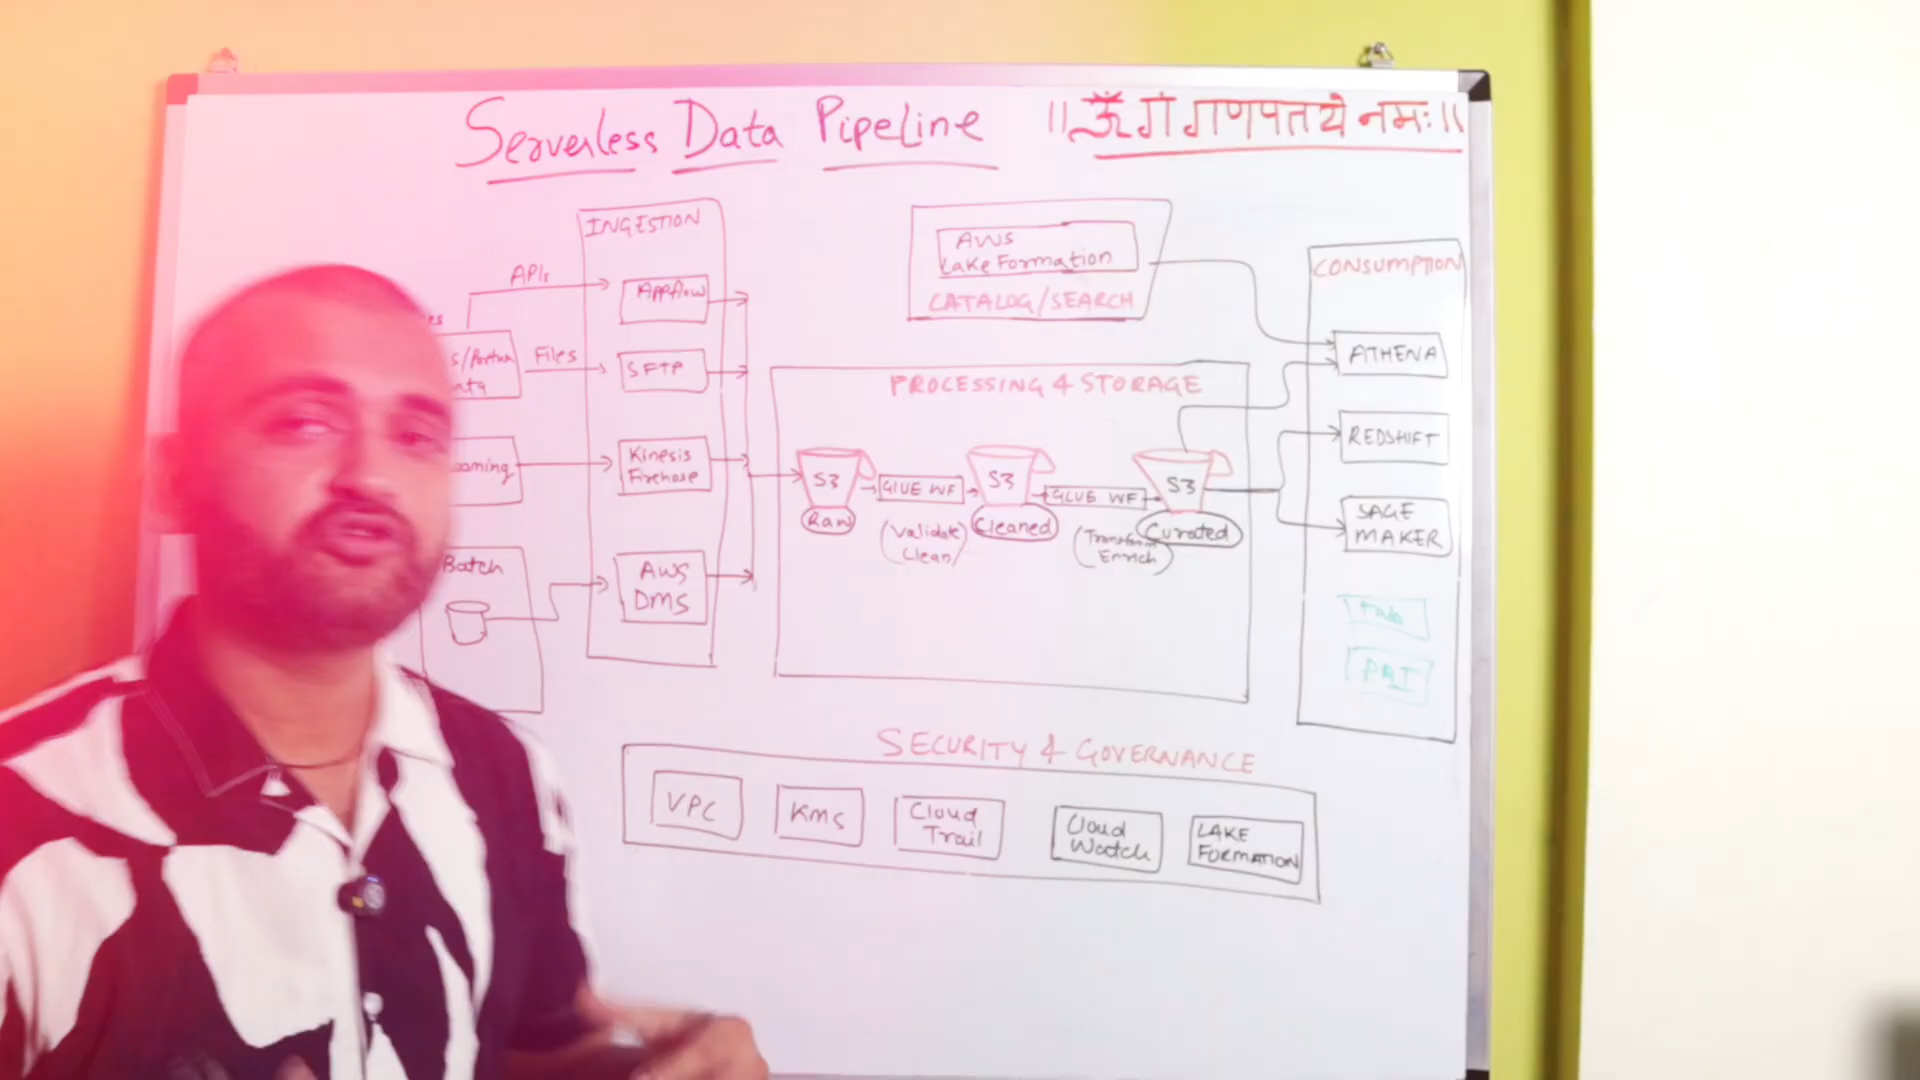 Serverless Data Pipeline
|| ॐ गं गणपतये नमः ||
INGESTION
APIs
Appflow
Files
SFTP
Kinesis
Firehose
Batch
AWS
DMS
AWS
Lake Formation
CATALOG/SEARCH
PROCESSING & STORAGE
S3
Raw
GLUE WF
(Validate
Clean)
S3
Cleaned
GLUE WF
(Transform
Enrich)
S3
Curated
CONSUMPTION
ATHENA
REDSHIFT
SAGE
MAKER
SECURITY & GOVERNANCE
VPC
KMS
Cloud
Trail
Cloud
Watch
LAKE
FORMATION